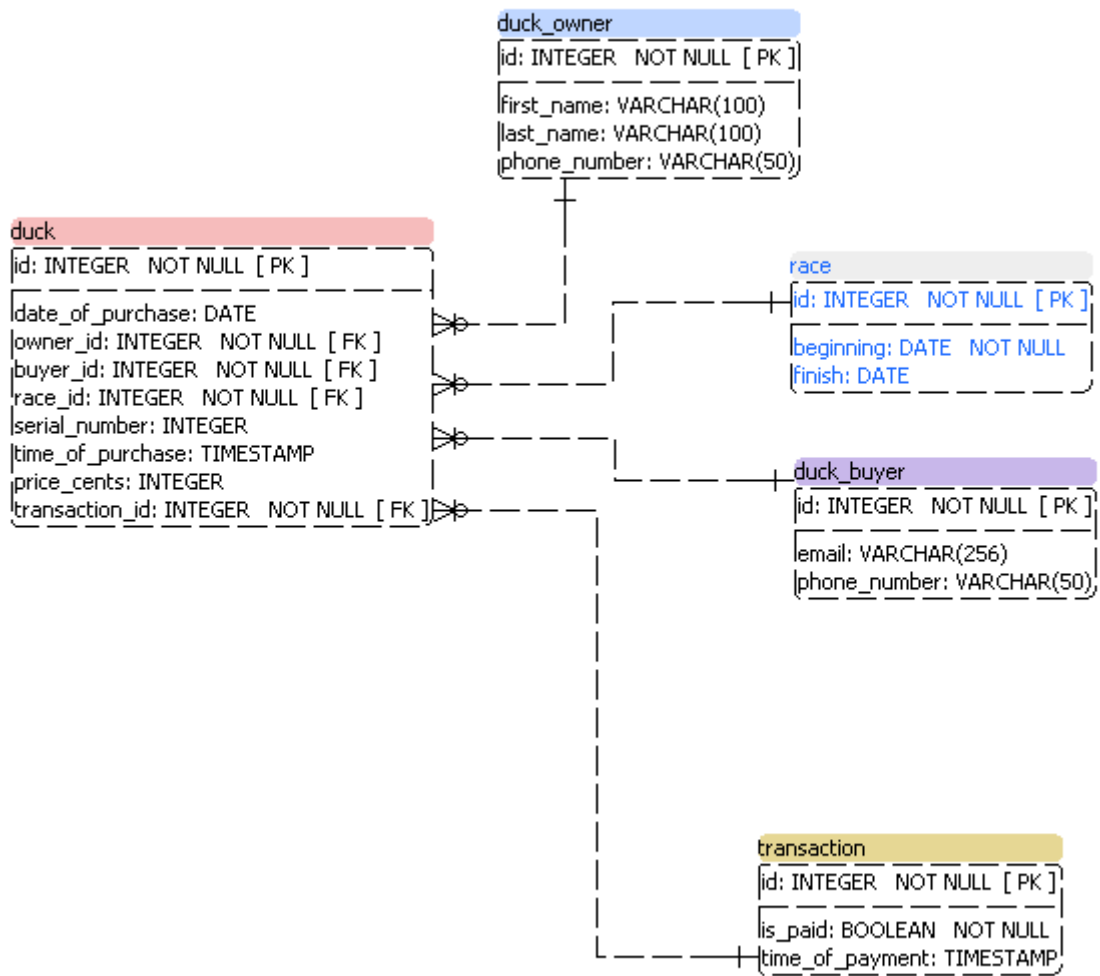 duck_owner
id: INTEGER NOT NULL [ PK ]
first_name: VARCHAR(100)
last_name: VARCHAR(100)
phone_number: VARCHAR(50)
duck
id: INTEGER NOT NULL [ PK ]
date_of_purchase: DATE
owner_id: INTEGER NOT NULL [ FK ]
buyer_id: INTEGER NOT NULL [ FK ]
race_id: INTEGER NOT NULL [ FK ]
serial_number: INTEGER
time_of_purchase: TIMESTAMP
price_cents: INTEGER
transaction_id: INTEGER NOT NULL [ FK ]
race
id: INTEGER NOT NULL [ PK ]
beginning: DATE NOT NULL
finish: DATE
duck_buyer
id: INTEGER NOT NULL [ PK ]
email: VARCHAR(256)
phone_number: VARCHAR(50)
transaction
id: INTEGER NOT NULL [ PK ]
is_paid: BOOLEAN NOT NULL
time_of_payment: TIMESTAMP